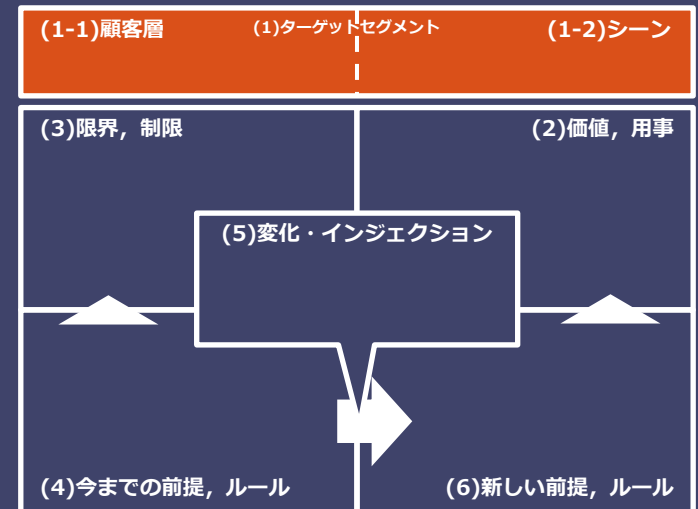 (1-1)顧客層
(1)ターゲットセグメント
(1-2)シーン
(3)限界，制限
(2)価値，用事
(5)変化・インジェクション
(4)今までの前提，ルール
(6)新しい前提，ルール